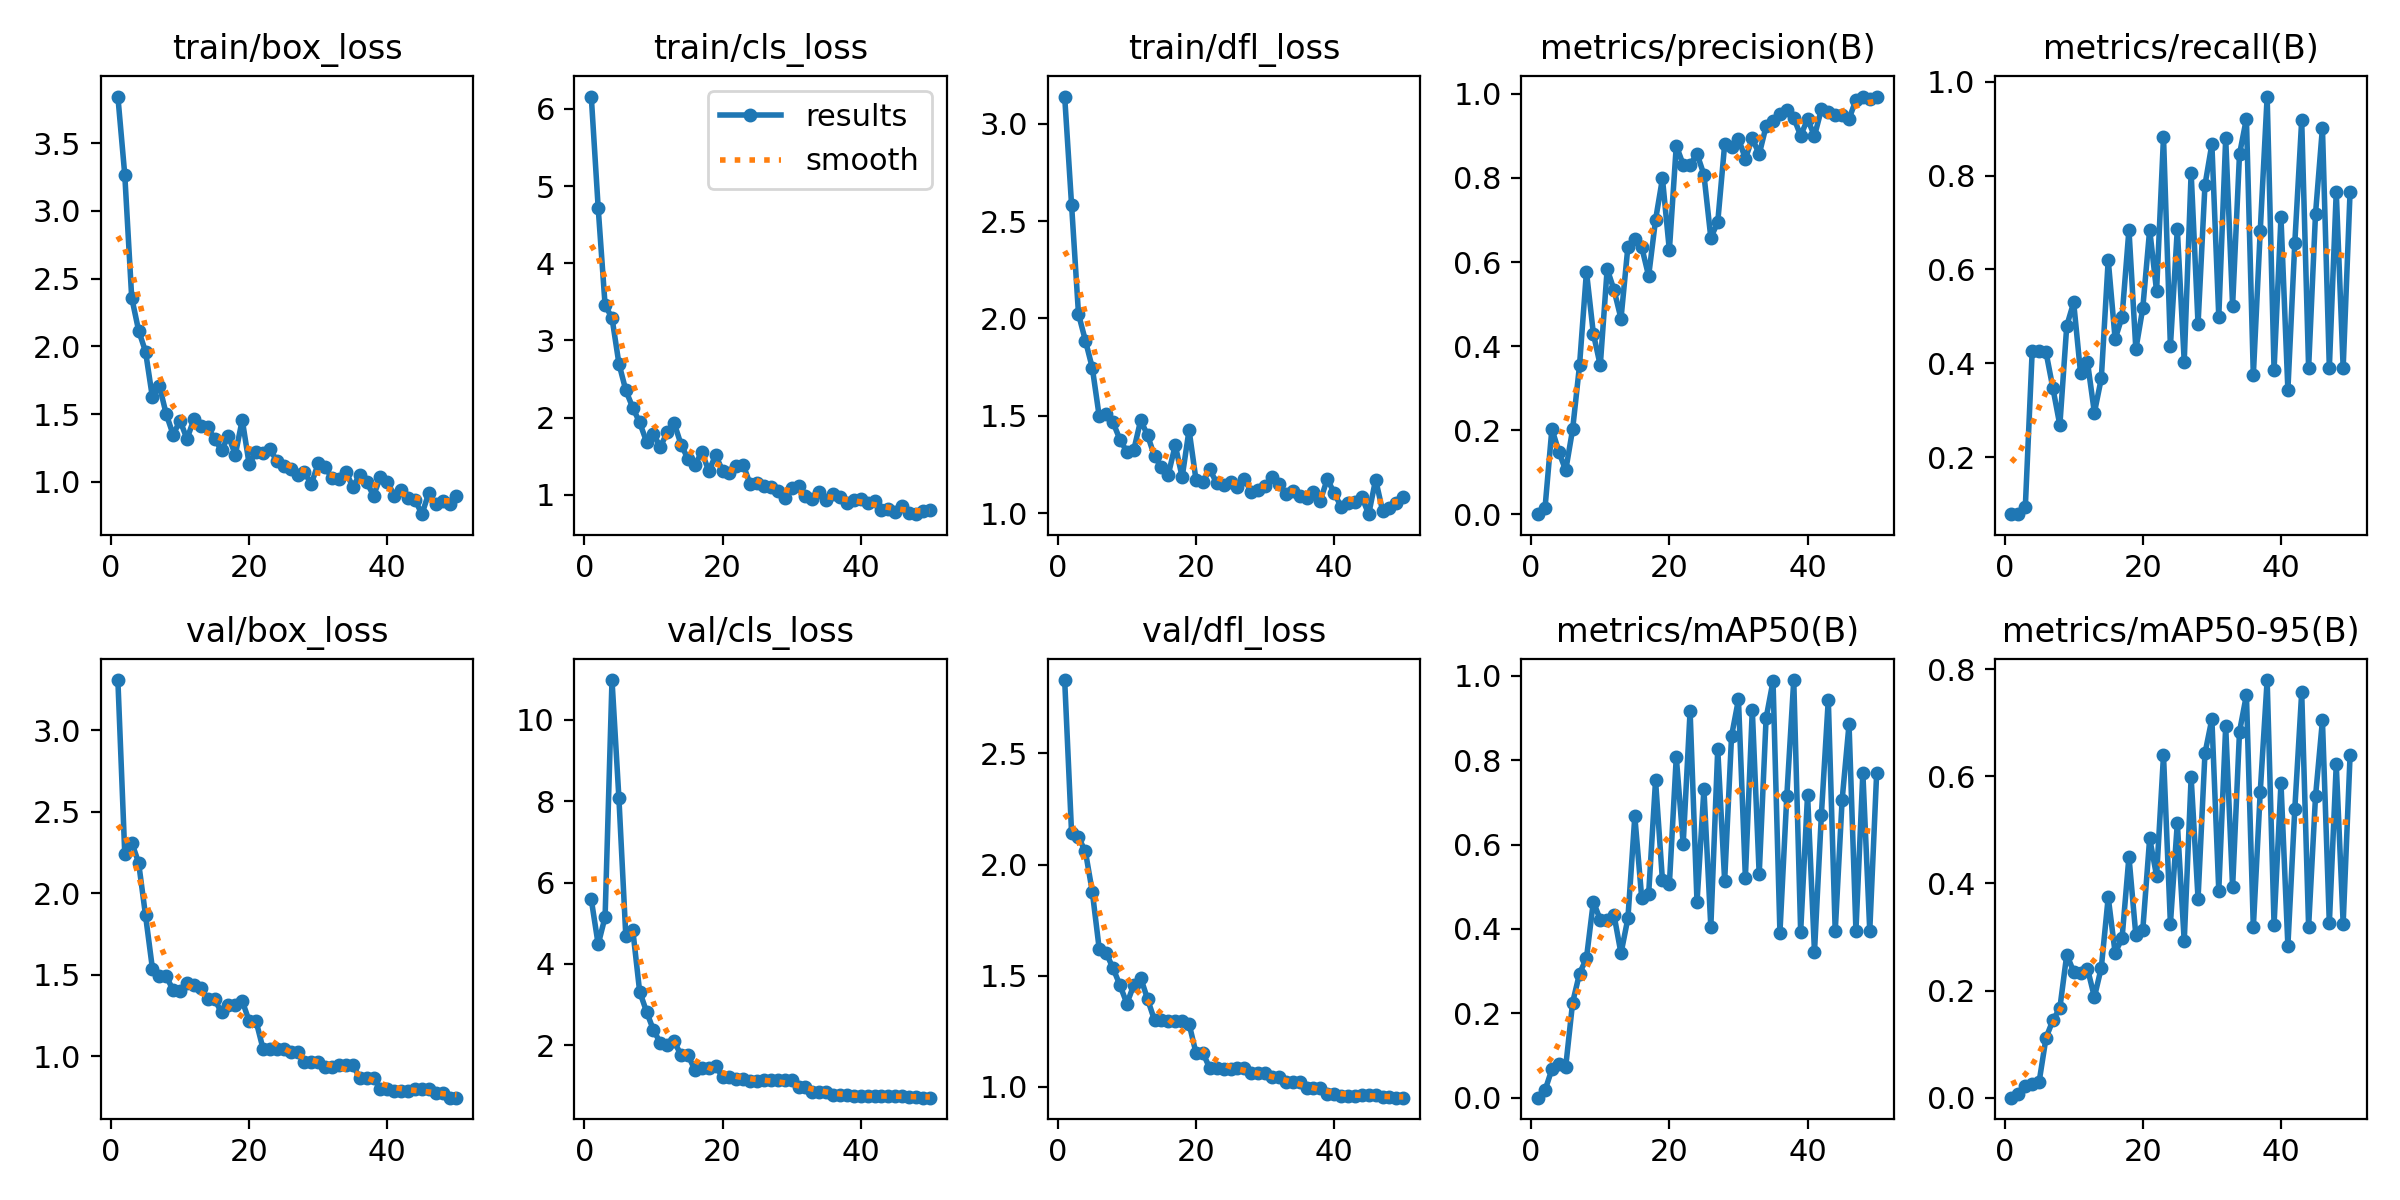 train/box_loss
3.5
3.0
2.5
2.0
1.5
1.0
0 20 40
train/cls_loss
results
smooth
6
5
4
3
2
1
0 20 40
train/dfl_loss
3.0
2.5
2.0
1.5
1.0
0 20 40
metrics/precision(B)
1.0
0.8
0.6
0.4
0.2
0.0
0 20 40
metrics/recall(B)
1.0
0.8
0.6
0.4
0.2
0 20 40
val/box_loss
3.0
2.5
2.0
1.5
1.0
0 20 40
val/cls_loss
10
8
6
4
2
0 20 40
val/dfl_loss
2.5
2.0
1.5
1.0
0 20 40
metrics/mAP50(B)
1.0
0.8
0.6
0.4
0.2
0.0
0 20 40
metrics/mAP50-95(B)
0.8
0.6
0.4
0.2
0.0
0 20 40